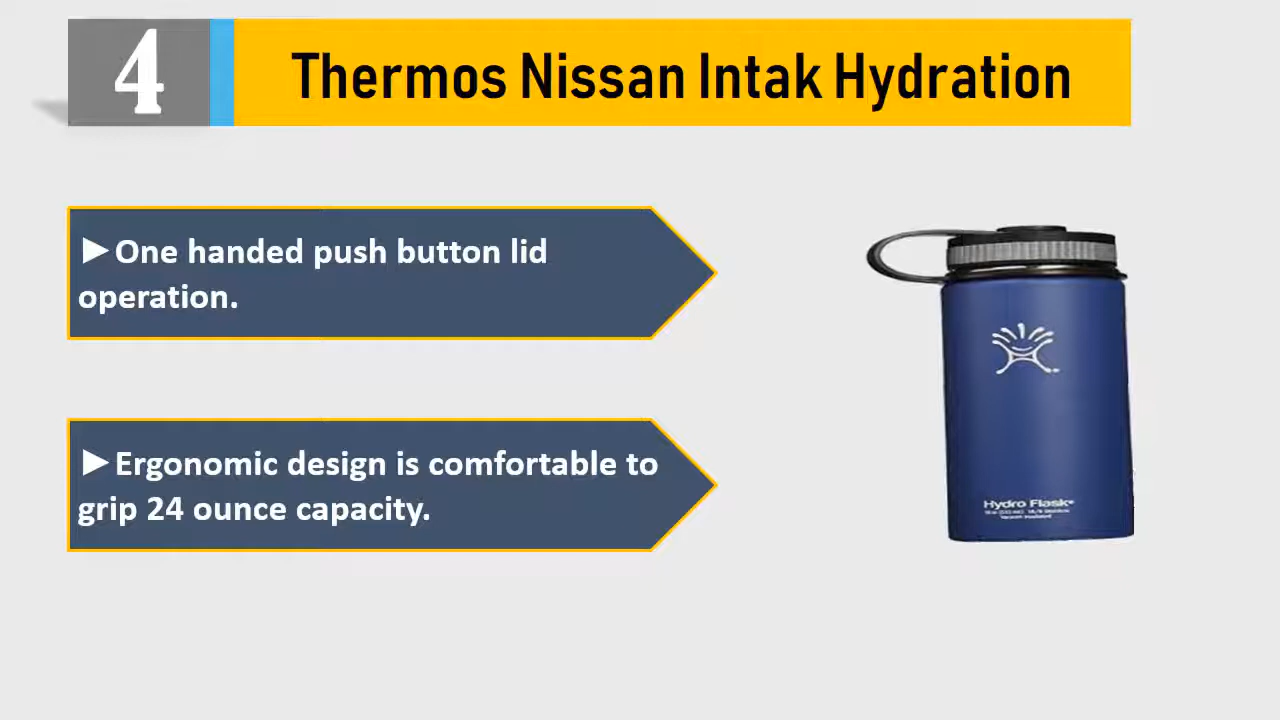 4
Thermos Nissan Intak Hydration
►One handed push button lid
operation.
►Ergonomic design is comfortable to
grip 24 ounce capacity.
Hydro Flask